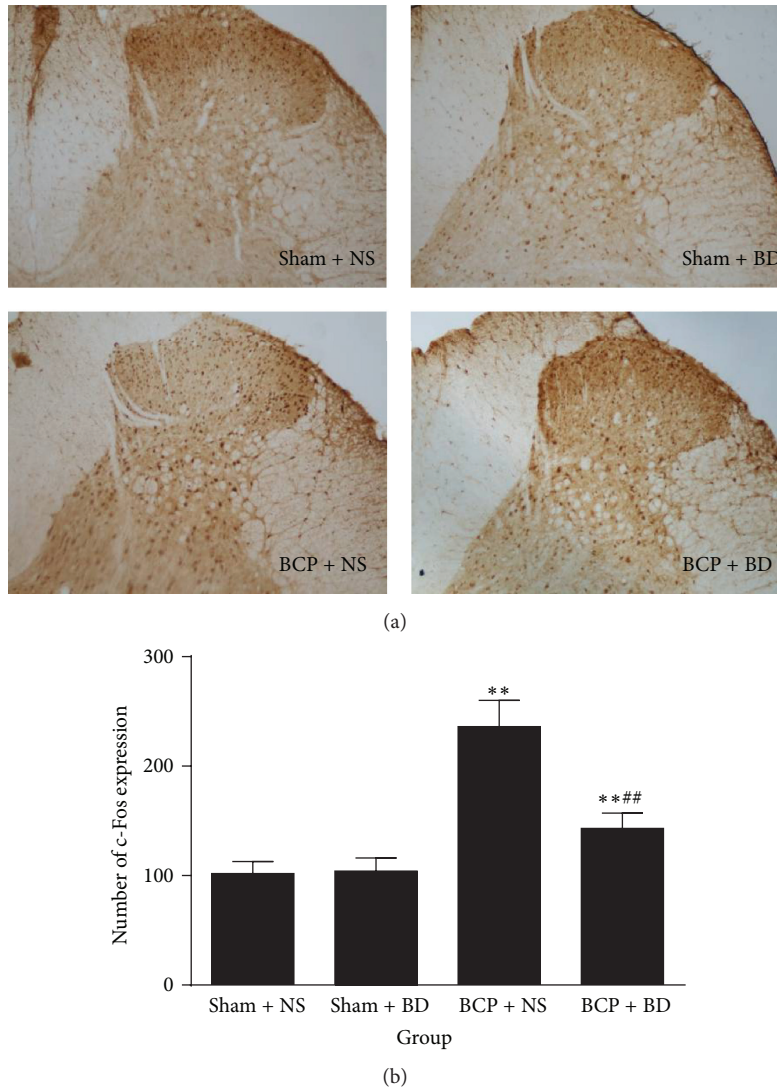 Sham + NS
Sham + BD
BCP + NS
BCP + BD
(a)
300
200
100
0
Number of c-Fos expression
**
**##
Sham + NS
Sham + BD
BCP + NS
BCP + BD
Group
(b)